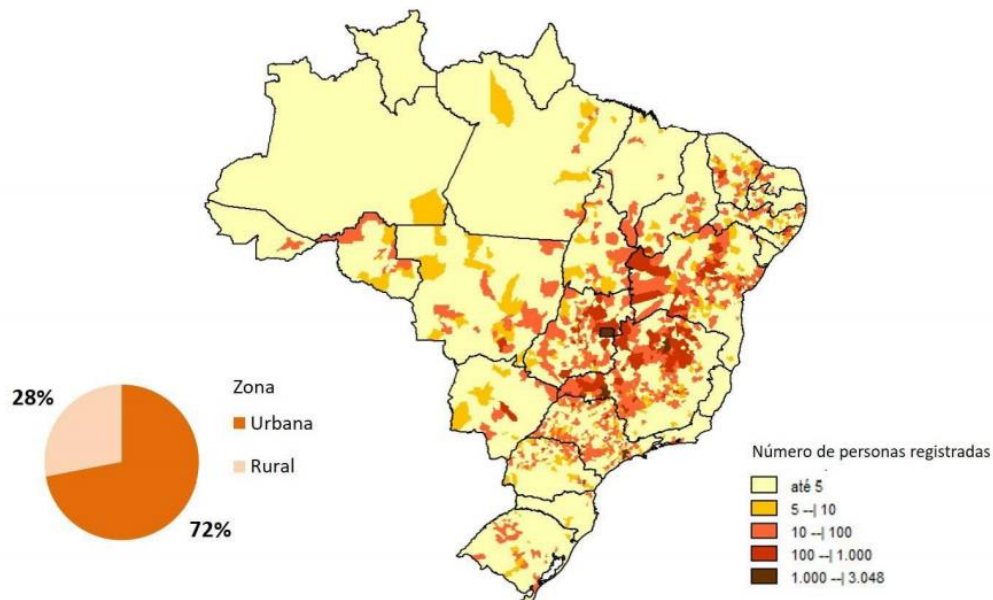 28%
Zona
Urbana
Rural
72%
Número de personas registradas
até 5
5 --| 10
10 --| 100
100 --| 1.000
1.000 --| 3.048